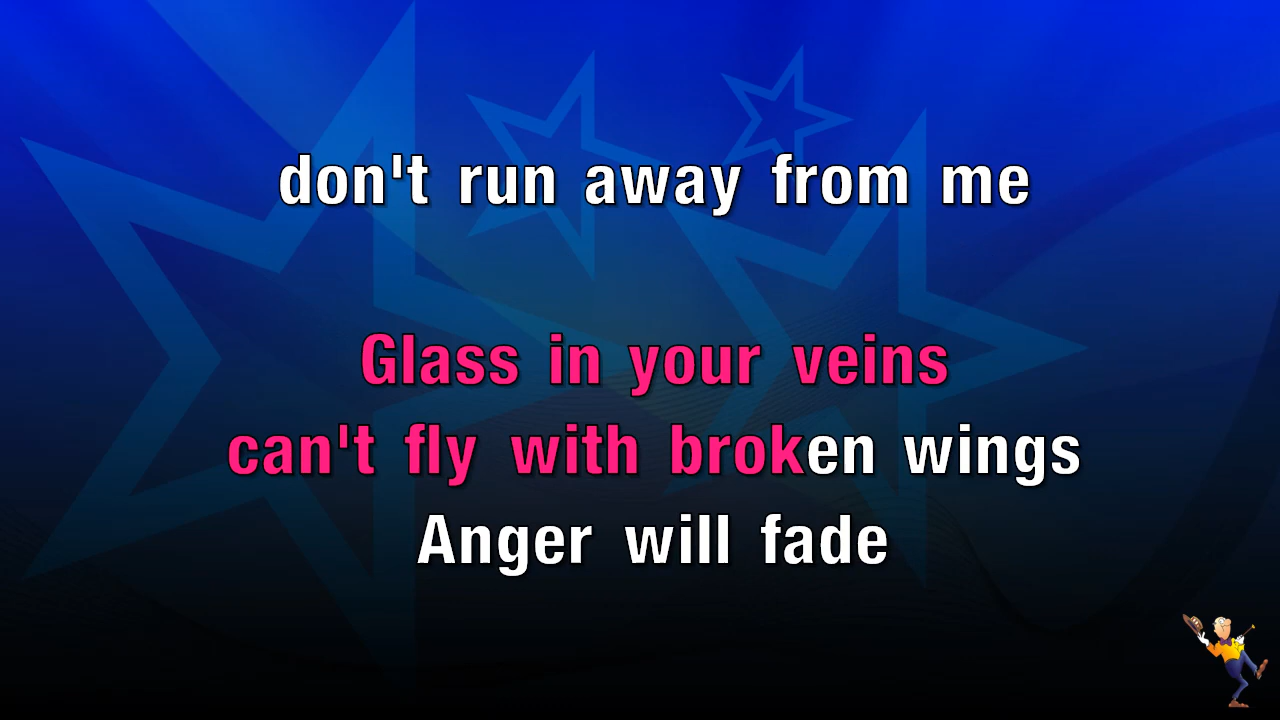 don't run away from me
Glass in your veins
can't fly with broken wings
Anger will fade